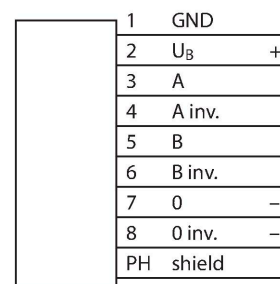 1 GND
2 U_B +
3 A
4 A inv.
5 B
6 B inv.
7 0 –
8 0 inv. –
PH shield